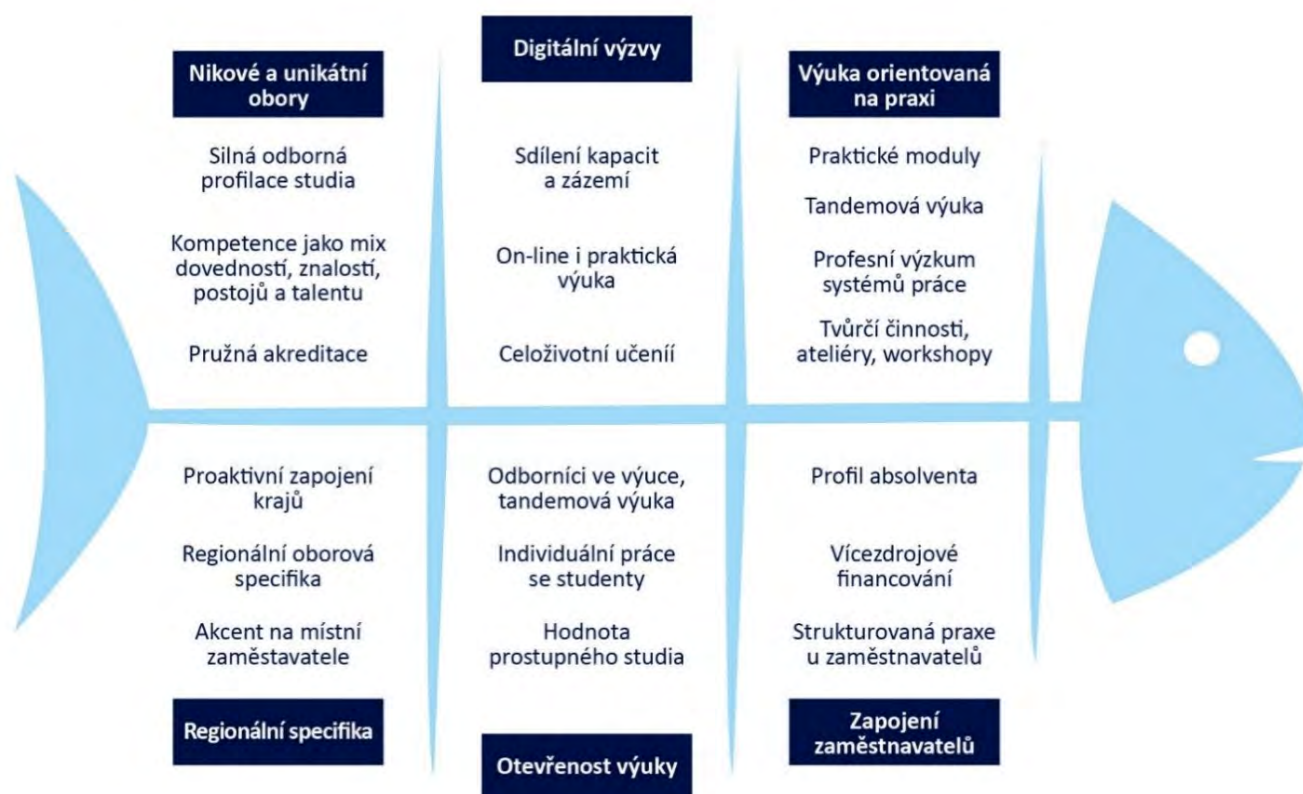 Nikové a unikátní
obory
Silná odborná
profilace studia
Kompetence jako mix
dovedností, znalostí,
postojů a talentu
Pružná akreditace
Digitální výzvy
Sdílení kapacit
a zázemí
On-line i praktická
výuka
Celoživotní učeníí
Výuka orientovaná
na praxi
Praktické moduly
Tandemová výuka
Profesní výzkum
systémů práce
Tvůrčí činnosti,
ateliéry, workshopy
Proaktivní zapojení
krajů
Regionální oborová
specifika
Akcent na místní
zaměstavatele
Regionální specifika
Odborníci ve výuce,
tandemová výuka
Individuální práce
se studenty
Hodnota
prostupného studia
Otevřenost výuky
Profil absolventa
Vícezdrojové
financování
Strukturovaná praxe
u zaměstnavatelů
Zapojení
zaměstnavatelů